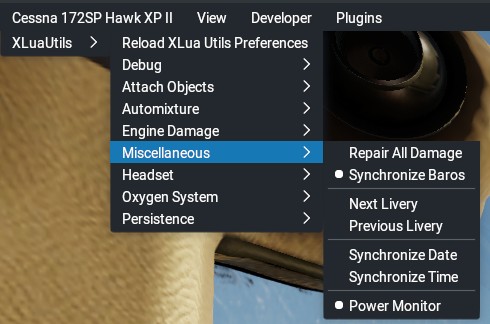 Cessna 172SP Hawk XP II View Developer Plugins
XLuaUtils
Reload XLua Utils Preferences
Debug
Attach Objects
Automixture
Engine Damage
Miscellaneous
Headset
Oxygen System
Persistence
Repair All Damage
Synchronize Baros
Next Livery
Previous Livery
Synchronize Date
Synchronize Time
Power Monitor